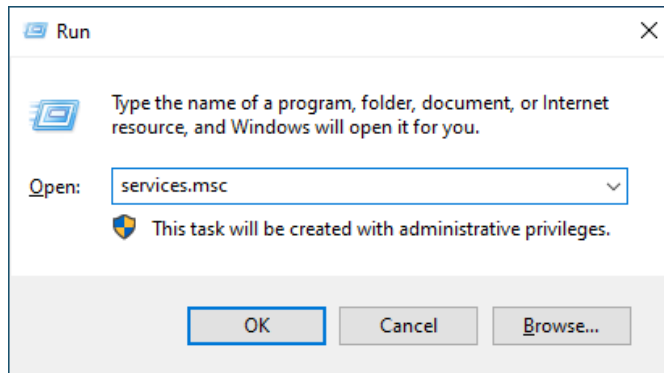 Run
Type the name of a program, folder, document, or Internet
resource, and Windows will open it for you.
Open: services.msc
This task will be created with administrative privileges.
OK Cancel Browse...